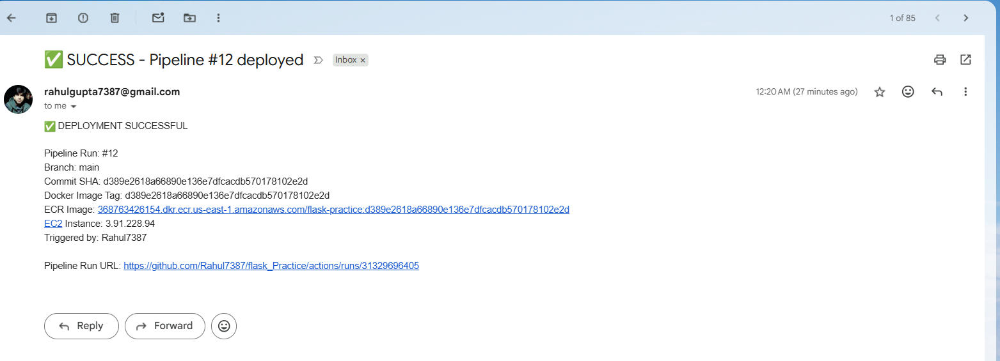 1 of 85
✅ SUCCESS - Pipeline #12 deployed Inbox ×
rahulgupta7387@gmail.com 12:20 AM (27 minutes ago)
to me
✅ DEPLOYMENT SUCCESSFUL
Pipeline Run: #12
Branch: main
Commit SHA: d389e2618a66890e136e7dfcacdb570178102e2d
Docker Image Tag: d389e2618a66890e136e7dfcacdb570178102e2d
ECR Image: 368763426154.dkr.ecr.us-east-1.amazonaws.com/flask-practice:d389e2618a66890e136e7dfcacdb570178102e2d
EC2 Instance: 3.91.228.94
Triggered by: Rahul7387
Pipeline Run URL: https://github.com/Rahul7387/flask_Practice/actions/runs/31329696405
Reply Forward